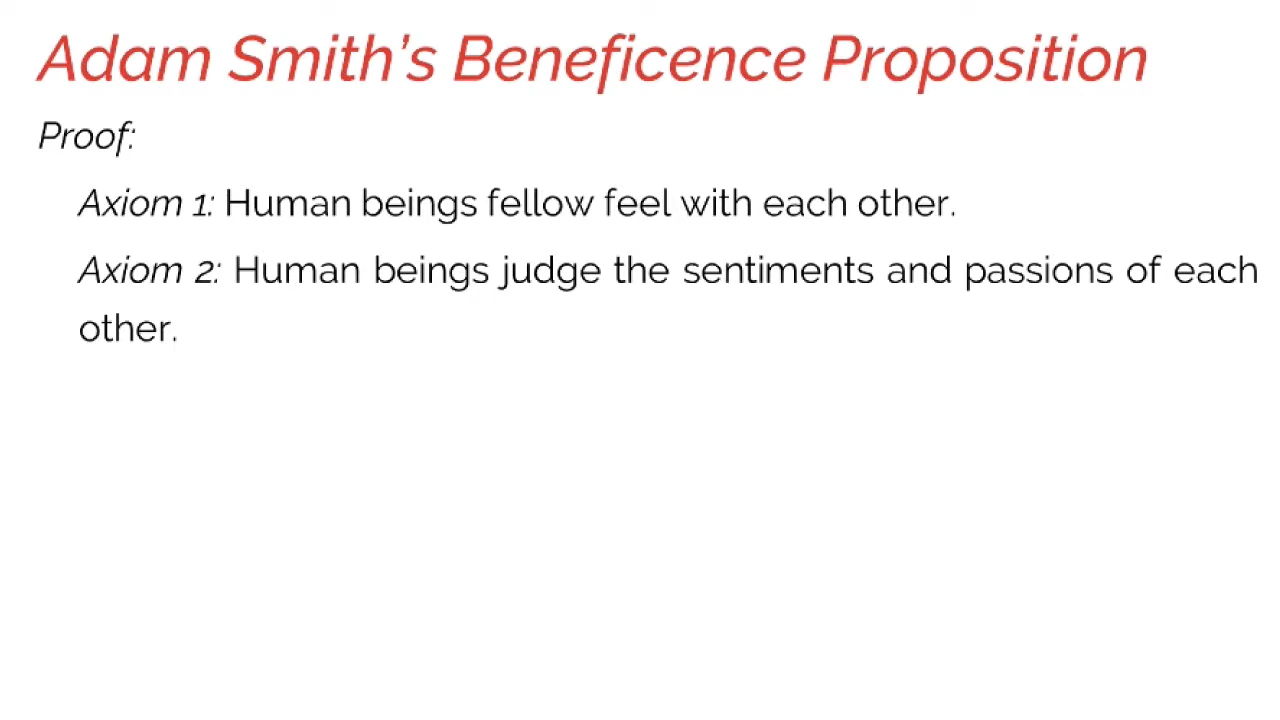 Adam Smith’s Beneficence Proposition
Proof:
Axiom 1: Human beings fellow feel with each other.
Axiom 2: Human beings judge the sentiments and passions of each
other.